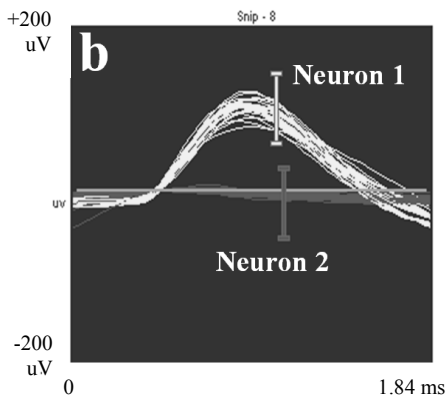 Snip - 8
+200
uV
b
Neuron 1
uv
Neuron 2
-200
uV
0
1.84 ms